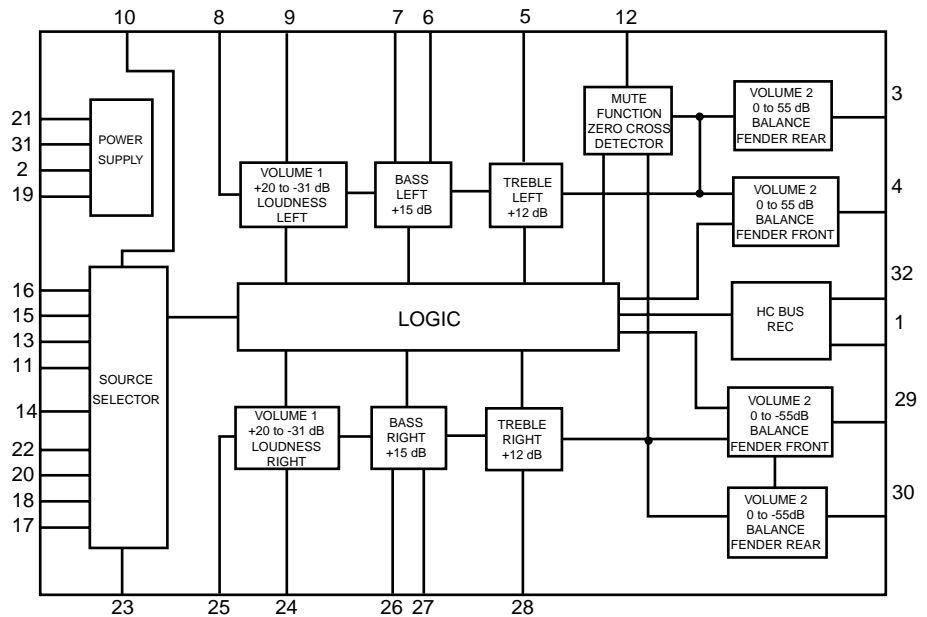 10 8 9 7 6 5 12
21
31
2
19
POWER
SUPPLY
MUTE
FUNCTION
ZERO CROSS
DETECTOR
VOLUME 2
0 to 55 dB
BALANCE
FENDER REAR
3
VOLUME 1
+20 to -31 dB
LOUDNESS
LEFT
BASS
LEFT
+15 dB
TREBLE
LEFT
+12 dB
VOLUME 2
0 to 55 dB
BALANCE
FENDER FRONT
4
16
15
13
11
14
22
20
18
17
SOURCE
SELECTOR
LOGIC
HC BUS
REC
32
1
VOLUME 1
+20 to -31 dB
LOUDNESS
RIGHT
BASS
RIGHT
+15 dB
TREBLE
RIGHT
+12 dB
VOLUME 2
0 to -55dB
BALANCE
FENDER FRONT
29
VOLUME 2
0 to -55dB
BALANCE
FENDER REAR
30
23 25 24 26 27 28